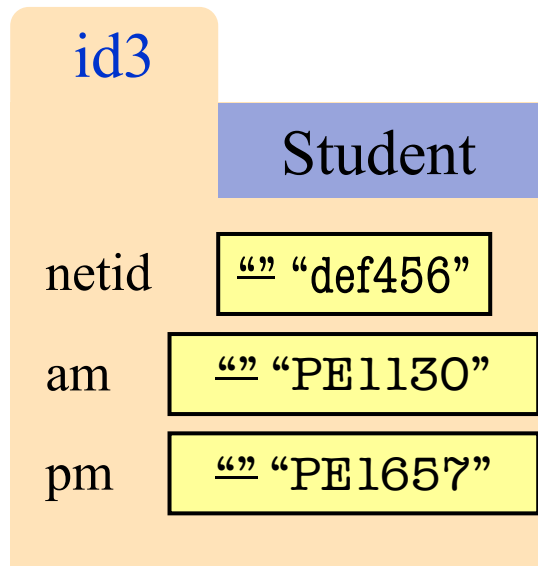 id3
Student
netid “” “def456”
am “” “PE1130”
pm “” “PE1657”